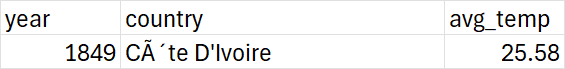 year country avg_temp
1849 CÃ´te D'Ivoire 25.58